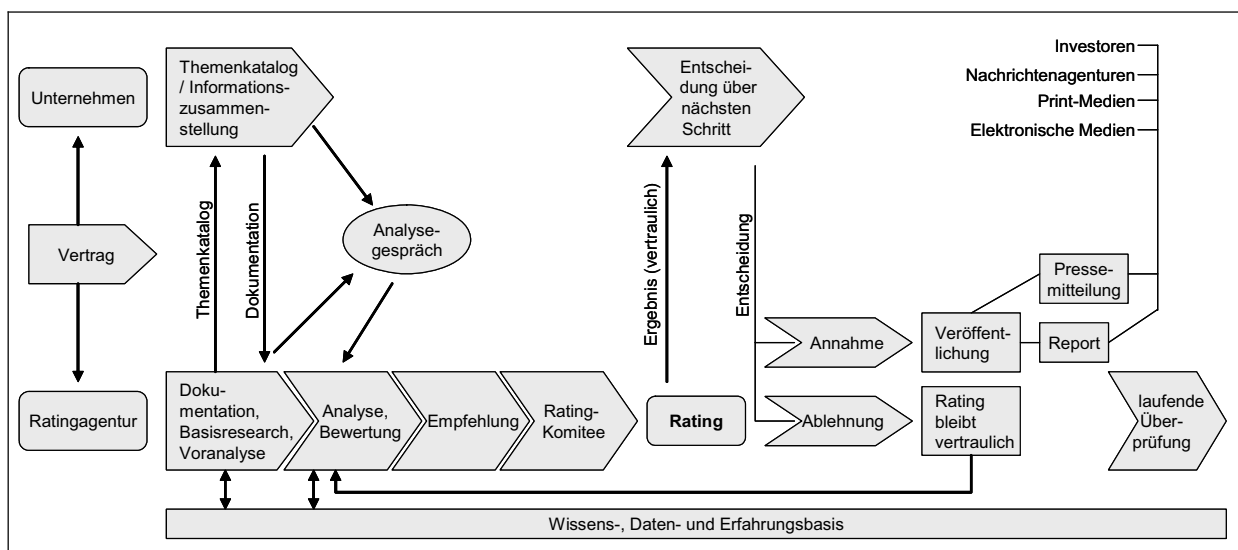 Unternehmen
Themenkatalog
/ Informations-
zusammen-
stellung
Entschei-
dung über
nächsten
Schritt
Investoren
Nachrichtenagenturen
Print-Medien
Elektronische Medien
Vertrag
Themenkatalog
Dokumentation
Analyse-
gespräch
Ergebnis (vertraulich)
Entscheidung
Presse-
mitteilung
Annahme
Veröffent-
lichung
Report
Ratingagentur
Doku-
mentation,
Basisresearch,
Voranalyse
Analyse,
Bewertung
Empfehlung
Rating-
Komitee
Rating
Ablehnung
Rating
bleibt
vertraulich
laufende
Über-
prüfung
Wissens-, Daten- und Erfahrungsbasis